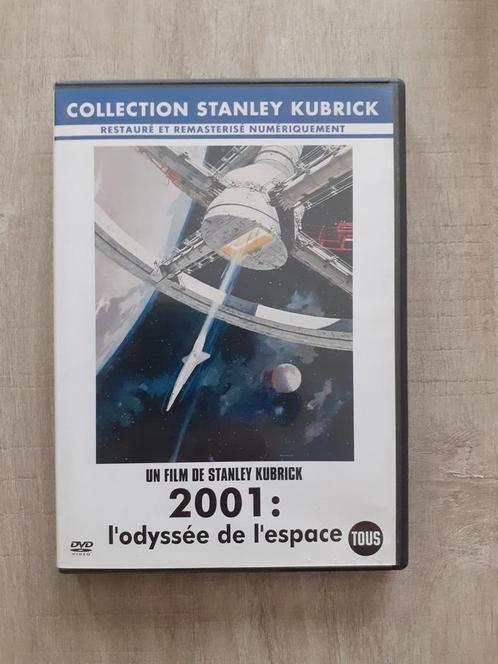 COLLECTION STANLEY KUBRICK
RESTAURÉ ET REMASTERISÉ NUMÉRIQUEMENT
UN FILM DE STANLEY KUBRICK
2001:
l'odyssée de l'espace
TOUS
DVD
VIDEO